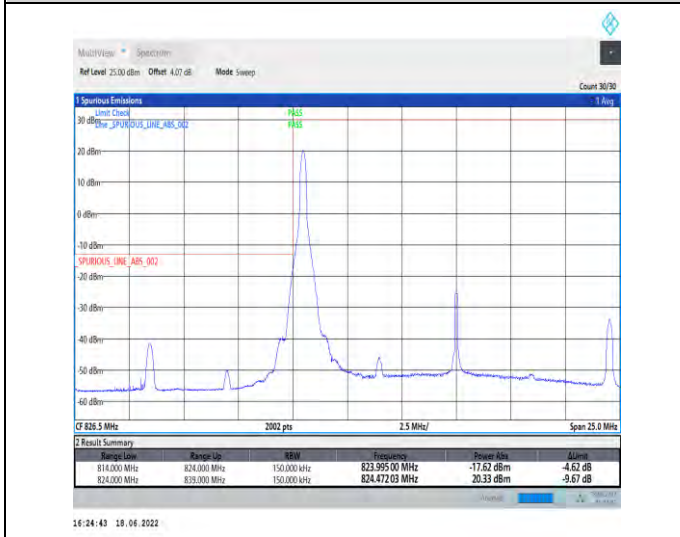 MultiView Spectrum
Ref Level 25.00 dBm Offset 4.07 dB Mode Sweep
Count 30/30
1 Spurious Emissions 1 Avg
Limit Check PASS
Line _SPURIOUS_LINE_ABS_002 PASS
30 dBm
20 dBm
10 dBm
0 dBm
-10 dBm
_SPURIOUS_LINE_ABS_002
-20 dBm
-30 dBm
-40 dBm
-50 dBm
-60 dBm
CF 826.5 MHz 2002 pts 2.5 MHz/ Span 25.0 MHz
2 Result Summary
Range Low Range Up RBW Frequency Power Abs ΔLimit
814.000 MHz 824.000 MHz 150.000 kHz 823.99500 MHz -17.62 dBm -4.62 dB
824.000 MHz 839.000 MHz 150.000 kHz 824.47203 MHz 20.33 dBm -9.67 dB
16:24:43 18.06.2022